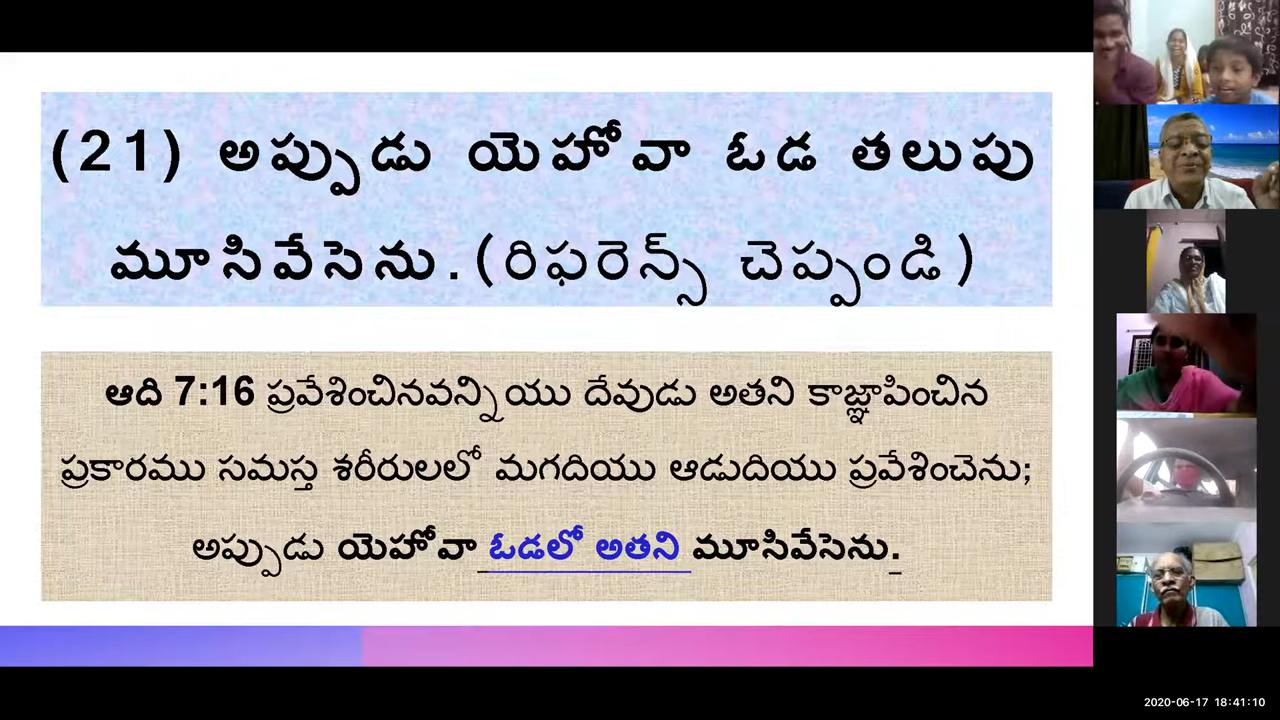 (21) అప్పుడు యెహోవా ఓడ తలుపు
మూసివేసెను.(రిఫరెన్స్ చెప్పండి)
ఆది 7:16 ప్రవేశించినవన్నియు దేవుడు అతని కాజ్ఞాపించిన
ప్రకారము సమస్త శరీరులలో మగదియు ఆడుదియు ప్రవేశించెను;
అప్పుడు యెహోవా ఓడలో అతని మూసివేసెను.
2020-06-17 18:41:10